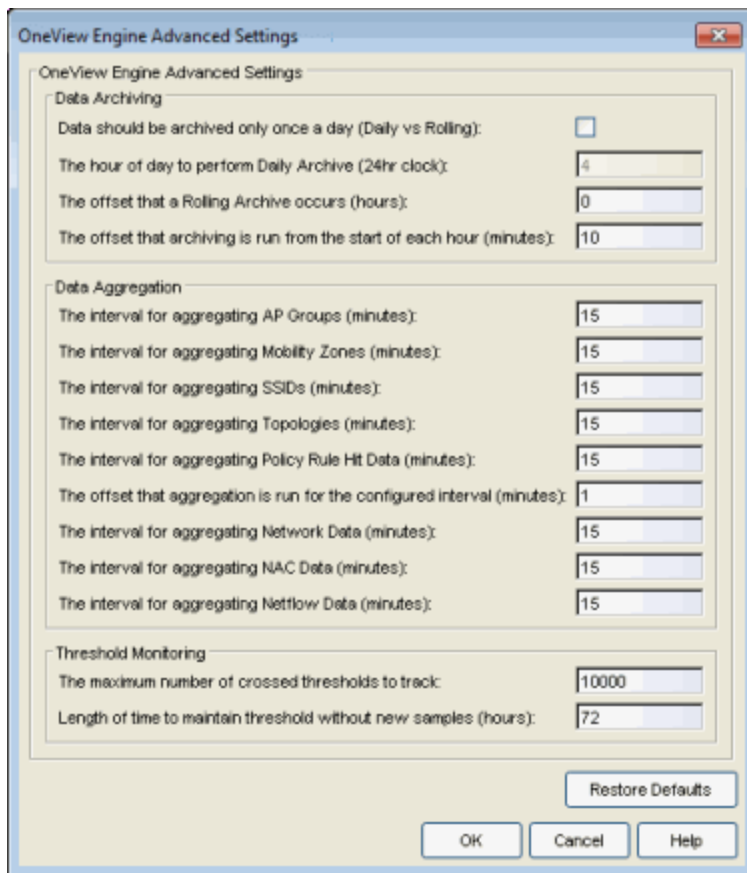 OneView Engine Advanced Settings
OneView Engine Advanced Settings
Data Archiving
Data should be archived only once a day (Daily vs Rolling):
The hour of day to perform Daily Archive (24hr clock): 4
The offset that a Rolling Archive occurs (hours): 0
The offset that archiving is run from the start of each hour (minutes): 10
Data Aggregation
The interval for aggregating AP Groups (minutes): 15
The interval for aggregating Mobility Zones (minutes): 15
The interval for aggregating SSIDs (minutes): 15
The interval for aggregating Topologies (minutes): 15
The interval for aggregating Policy Rule Hit Data (minutes): 15
The offset that aggregation is run for the configured interval (minutes): 1
The interval for aggregating Network Data (minutes): 15
The interval for aggregating NAC Data (minutes): 15
The interval for aggregating Netflow Data (minutes): 15
Threshold Monitoring
The maximum number of crossed thresholds to track: 10000
Length of time to maintain threshold without new samples (hours): 72
Restore Defaults
OK Cancel Help